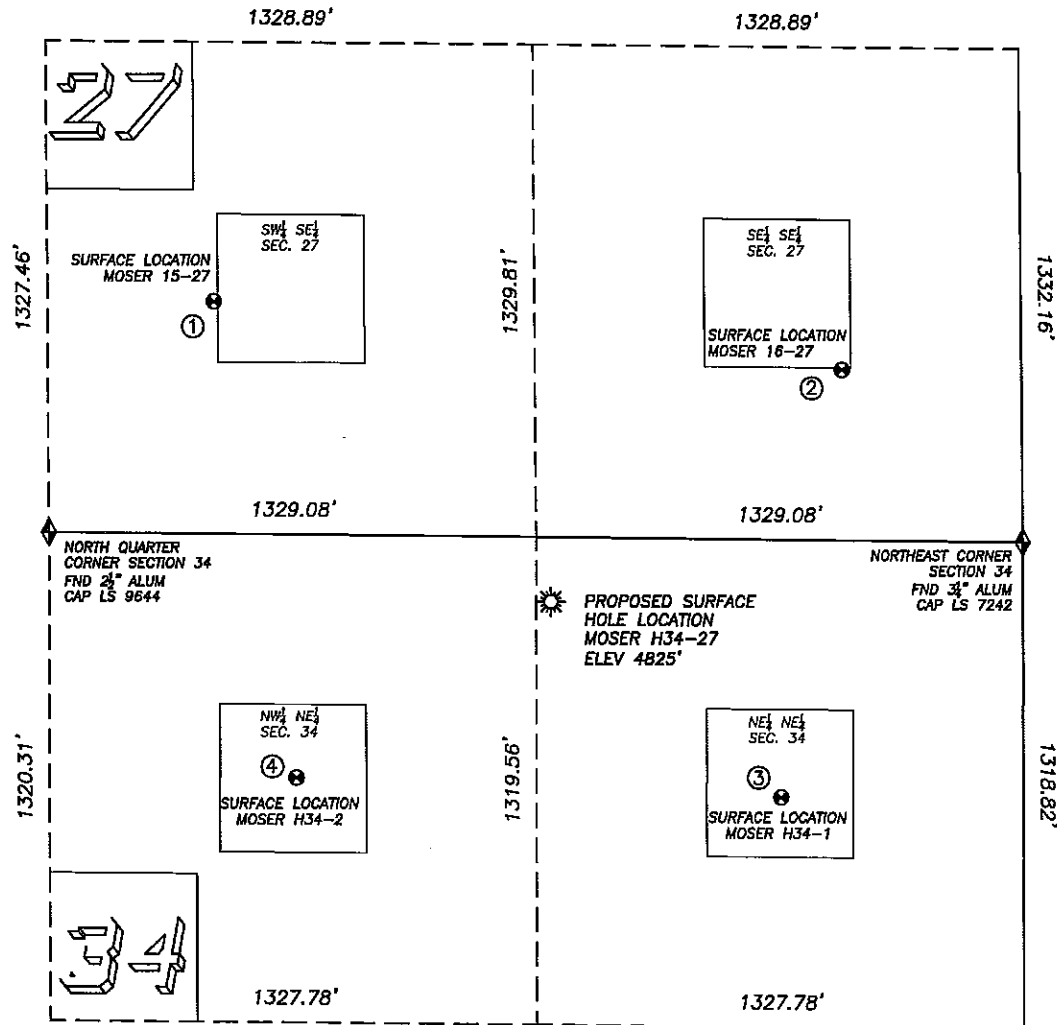 1328.89'
1328.89'
27
SW¼ SE¼
SEC. 27
SE¼ SE¼
SEC. 27
SURFACE LOCATION
MOSER 15-27
①
SURFACE LOCATION
MOSER 16-27
②
1327.46'
1329.81'
1332.16'
1329.08'
1329.08'
NORTH QUARTER
CORNER SECTION 34
FND 2½" ALUM
CAP LS 9644
NORTHEAST CORNER
SECTION 34
FND 3¼" ALUM
CAP LS 7242
PROPOSED SURFACE
HOLE LOCATION
MOSER H34-27
ELEV 4825'
NW¼ NE¼
SEC. 34
④
SURFACE LOCATION
MOSER H34-2
NE¼ NE¼
SEC. 34
③
SURFACE LOCATION
MOSER H34-1
1320.31'
1319.56'
1318.82'
34
1327.78'
1327.78'